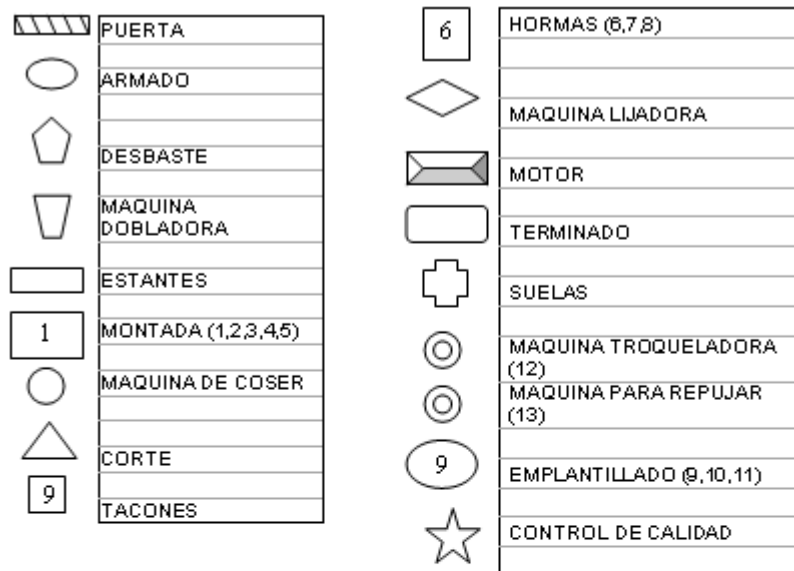 PUERTA
ARMADO
DESBASTE
MAQUINA
DOBLADORA
ESTANTES
1
MONTADA (1,2,3,4,5)
MAQUINA DE COSER
CORTE
9
TACONES
6
HORMAS (6,7,8)
MAQUINA LIJADORA
MOTOR
TERMINADO
SUELAS
MAQUINA TROQUELADORA
(12)
MAQUINA PARA REPUJAR
(13)
9
EMPLANTILLADO (9,10,11)
CONTROL DE CALIDAD